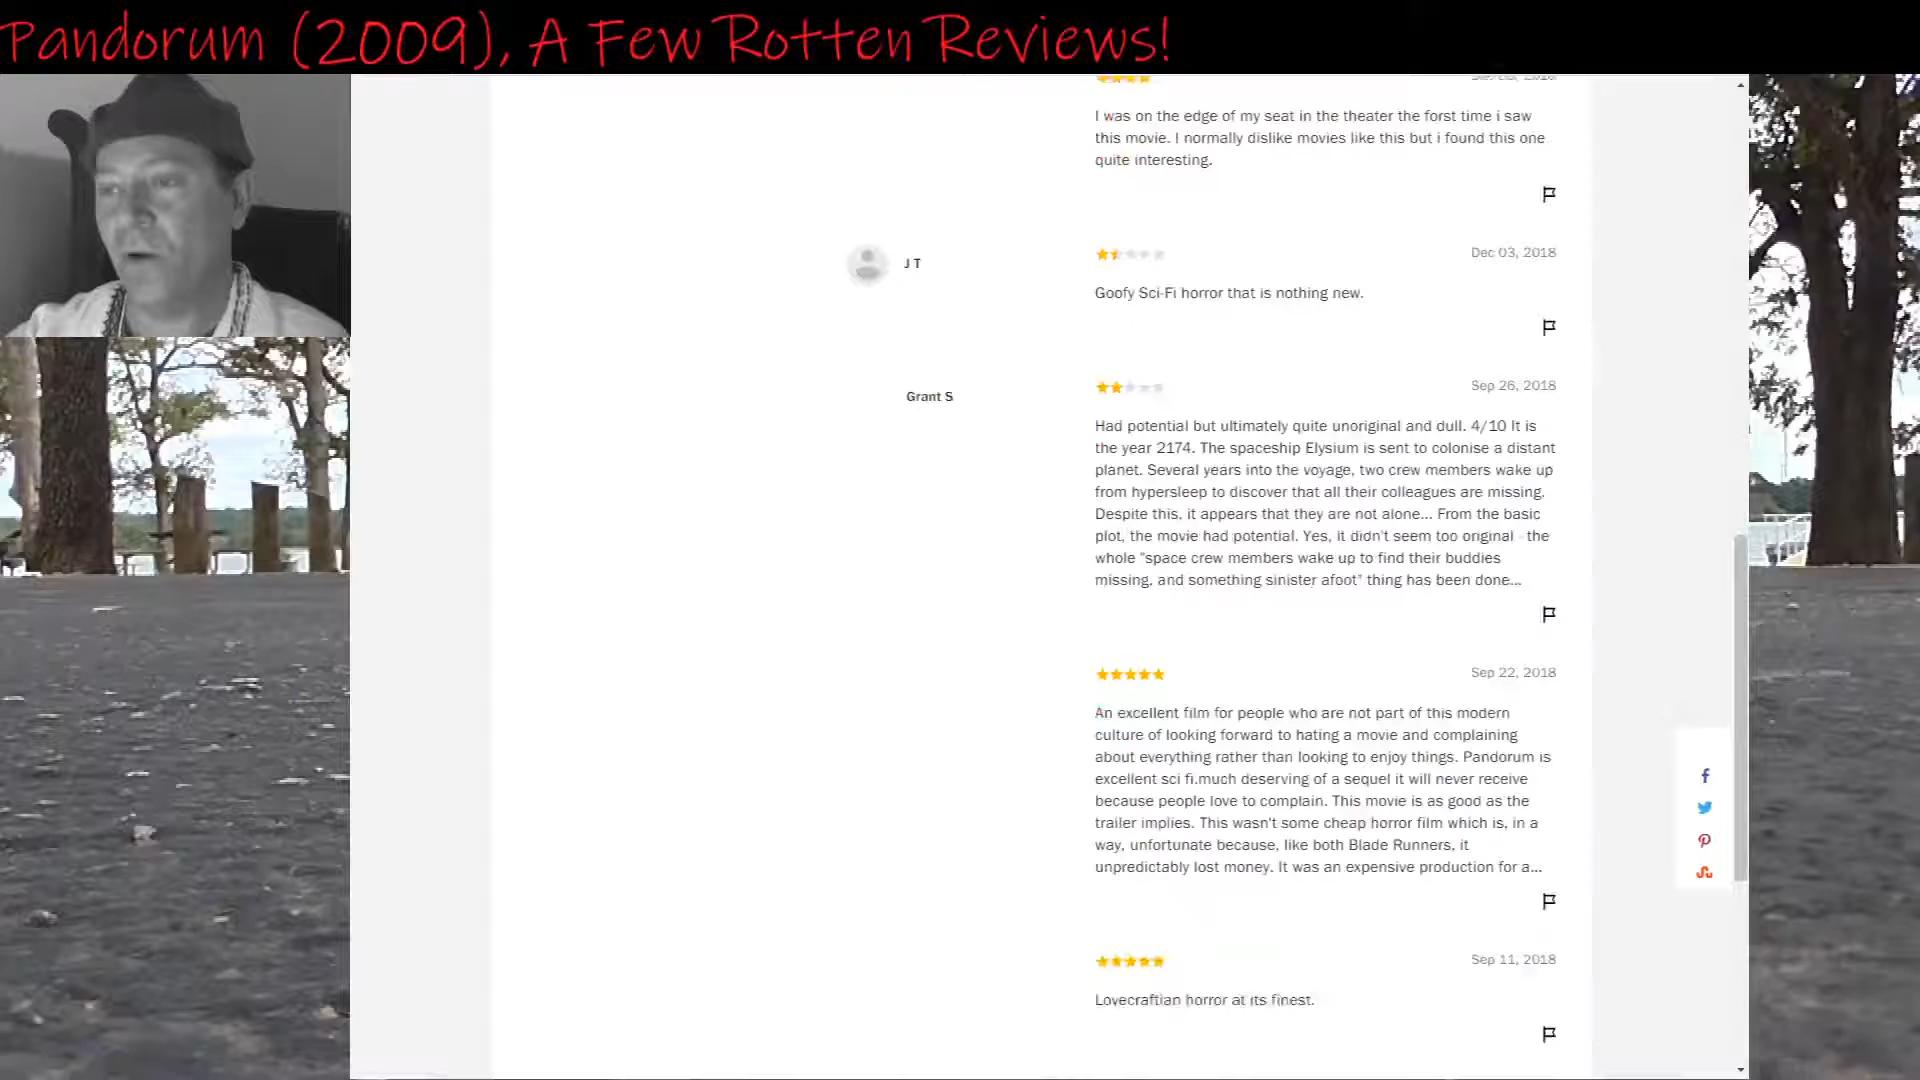 Pandorum (2009), A Few Rotten Reviews!
I was on the edge of my seat in the theater the forst time i saw
this movie. I normally dislike movies like this but i found this one
quite interesting.
J T
Dec 03, 2018
Goofy Sci-Fi horror that is nothing new.
Grant S
Sep 26, 2018
Had potential but ultimately quite unoriginal and dull. 4/10 It is
the year 2174. The spaceship Elysium is sent to colonise a distant
planet. Several years into the voyage, two crew members wake up
from hypersleep to discover that all their colleagues are missing.
Despite this, it appears that they are not alone... From the basic
plot, the movie had potential. Yes, it didn't seem too original - the
whole "space crew members wake up to find their buddies
missing, and something sinister afoot" thing has been done...
Sep 22, 2018
An excellent film for people who are not part of this modern
culture of looking forward to hating a movie and complaining
about everything rather than looking to enjoy things. Pandorum is
excellent sci fi.much deserving of a sequel it will never receive
because people love to complain. This movie is as good as the
trailer implies. This wasn't some cheap horror film which is, in a
way, unfortunate because, like both Blade Runners, it
unpredictably lost money. It was an expensive production for a...
Sep 11, 2018
Lovecraftian horror at its finest.